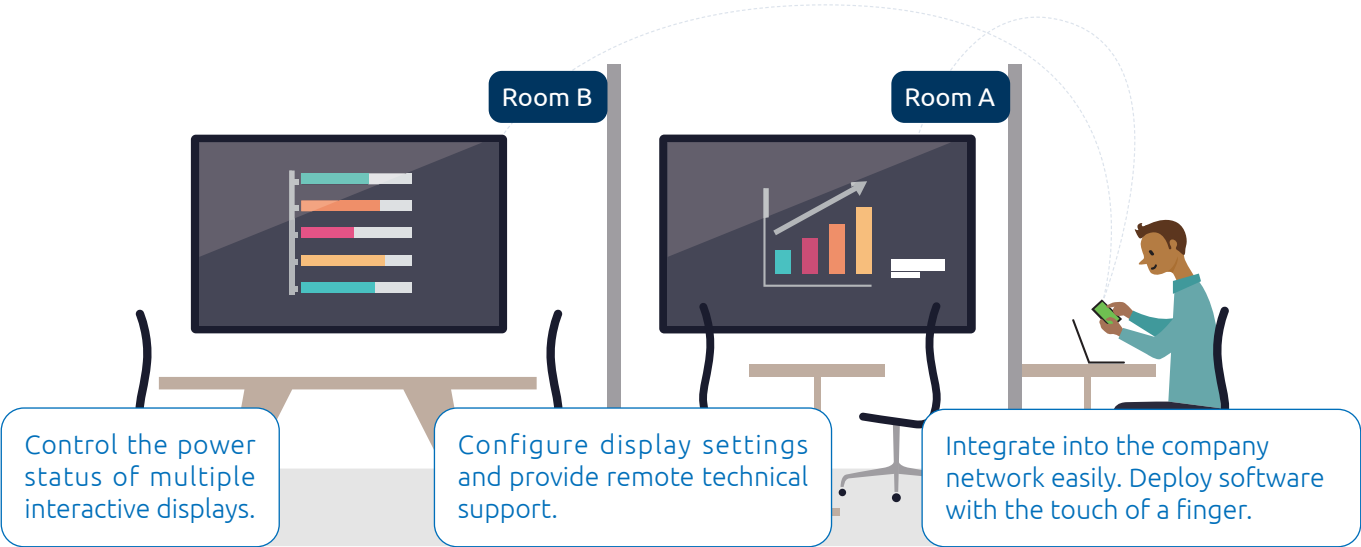 Room B
Room A
Control the power
status of multiple
interactive displays.
Configure display settings
and provide remote technical
support.
Integrate into the company
network easily. Deploy software
with the touch of a finger.